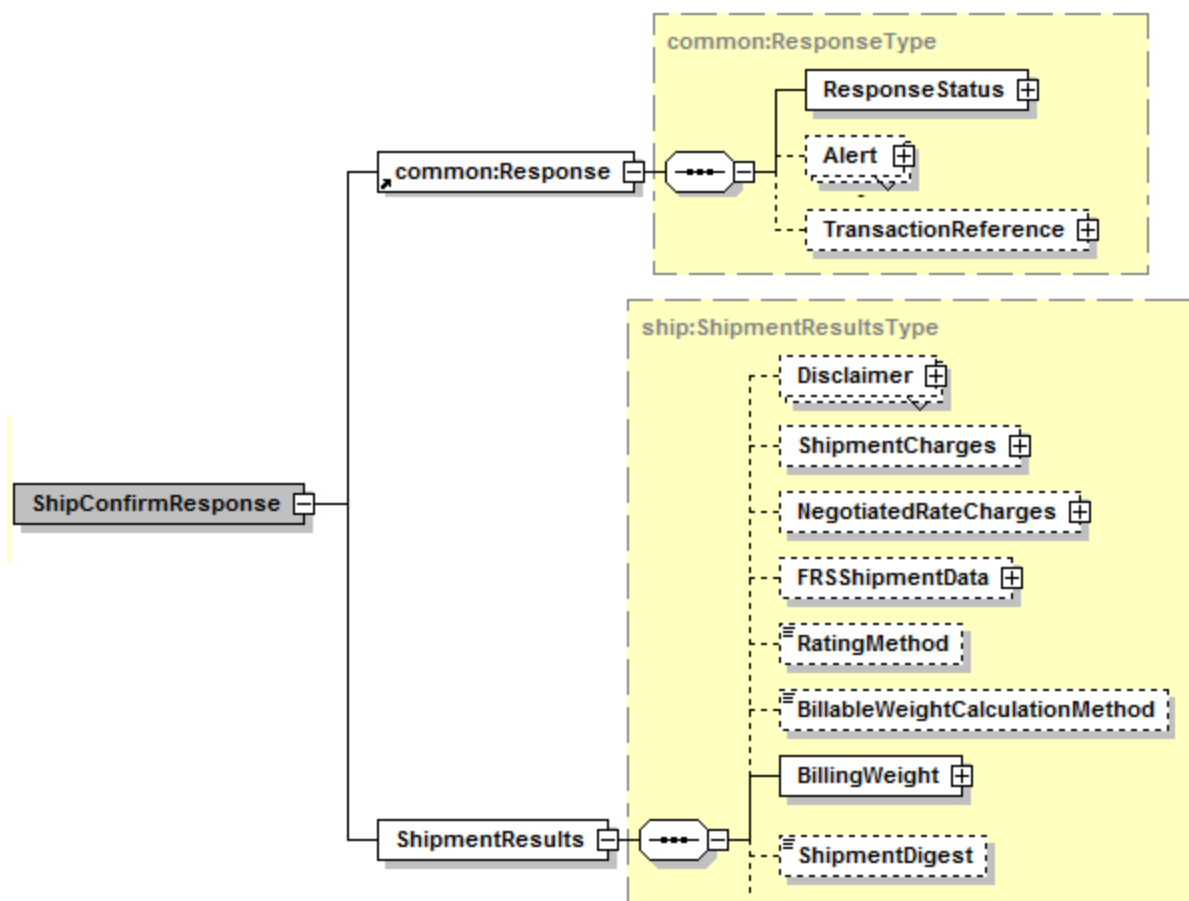 common:ResponseType
ResponseStatus
Alert
common:Response
TransactionReference
ship:ShipmentResultsType
Disclaimer
ShipmentCharges
ShipConfirmResponse
NegotiatedRateCharges
FRSShipmentData
RatingMethod
BillableWeightCalculationMethod
BillingWeight
ShipmentResults
ShipmentDigest